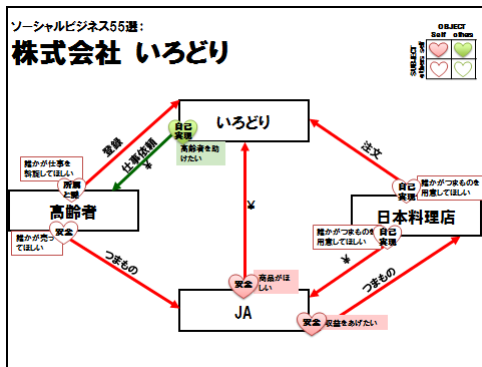 ソーシャルビジネス55選:
株式会社 いろどり
OBJECT
Self others
SUBJECT
others self
いろどり
登録
仕事依頼
¥
自己
実現
高齢者を助
けたい
注文
誰かが仕事を
斡旋してほしい
所属
と愛
高齢者
誰かが売っ
てほしい
安全
つまもの
¥
自己
実現
誰かがつまものを
用意してほしい
日本料理店
誰かがつまものを
用意してほしい
自己
実現
¥
つまもの
安全
商品がほ
しい
JA
安全
収益をあげたい